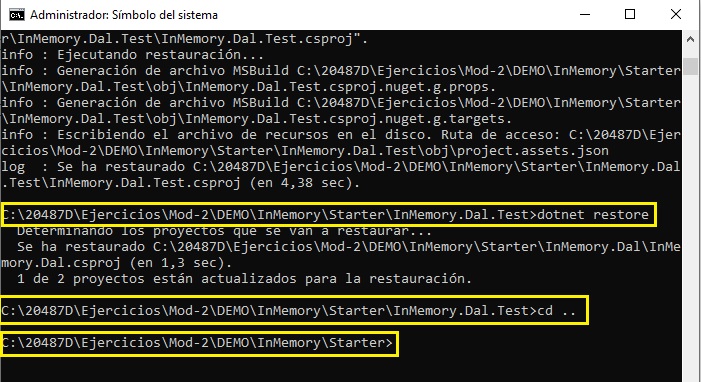 Administrador: Símbolo del sistema
r\InMemory.Dal.Test\InMemory.Dal.Test.csproj".
info : Ejecutando restauración...
info : Generación de archivo MSBuild C:\20487D\Ejercicios\Mod-2\DEMO\InMemory\Starter
\InMemory.Dal.Test\obj\InMemory.Dal.Test.csproj.nuget.g.props.
info : Generación de archivo MSBuild C:\20487D\Ejercicios\Mod-2\DEMO\InMemory\Starter
\InMemory.Dal.Test\obj\InMemory.Dal.Test.csproj.nuget.g.targets.
info : Escribiendo el archivo de recursos en el disco. Ruta de acceso: C:\20487D\Ejer
cicios\Mod-2\DEMO\InMemory\Starter\InMemory.Dal.Test\obj\project.assets.json
log  : Se ha restaurado C:\20487D\Ejercicios\Mod-2\DEMO\InMemory\Starter\InMemory.Dal
.Test\InMemory.Dal.Test.csproj (en 4,38 sec).
C:\20487D\Ejercicios\Mod-2\DEMO\InMemory\Starter\InMemory.Dal.Test>dotnet restore
Determinando los proyectos que se van a restaurar...
Se ha restaurado C:\20487D\Ejercicios\Mod-2\DEMO\InMemory\Starter\InMemory.Dal\InMe
mory.Dal.csproj (en 1,3 sec).
1 de 2 proyectos están actualizados para la restauración.
C:\20487D\Ejercicios\Mod-2\DEMO\InMemory\Starter\InMemory.Dal.Test>cd ..
C:\20487D\Ejercicios\Mod-2\DEMO\InMemory\Starter>